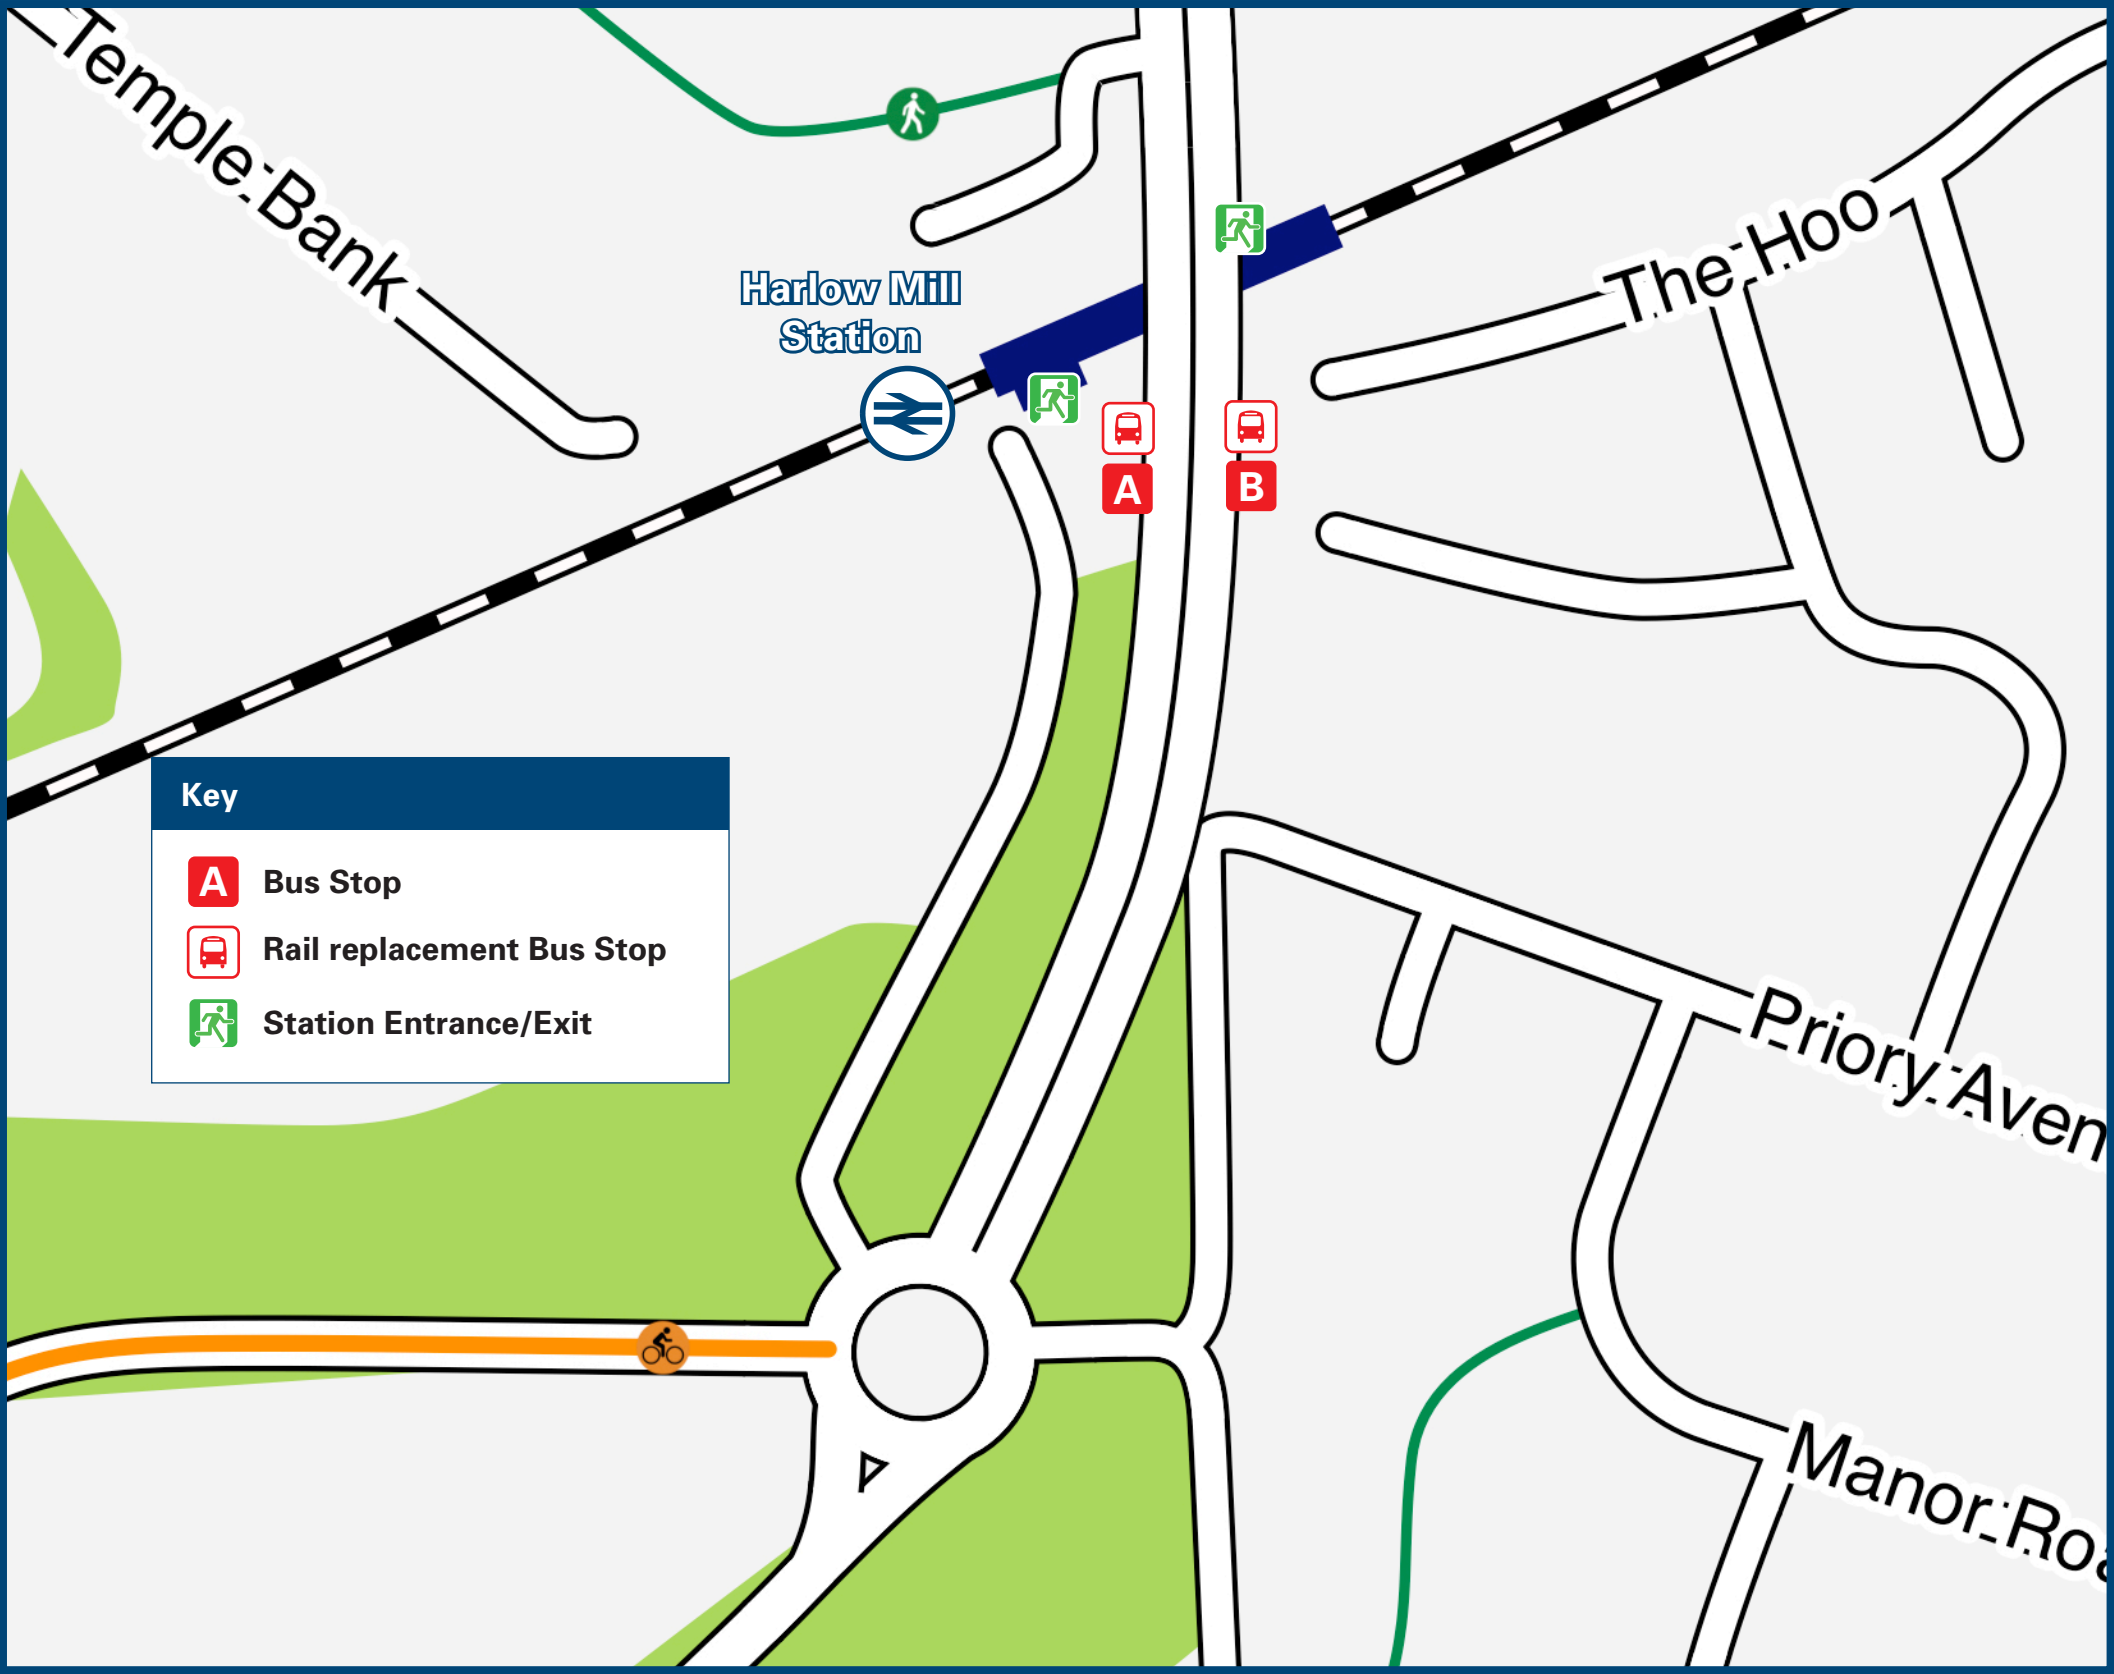 Temple Bank
Harlow Mill
Station
The Hoo
A
B
Key
A Bus Stop
Rail replacement Bus Stop
Station Entrance/Exit
Priory Aven
Manor Roa